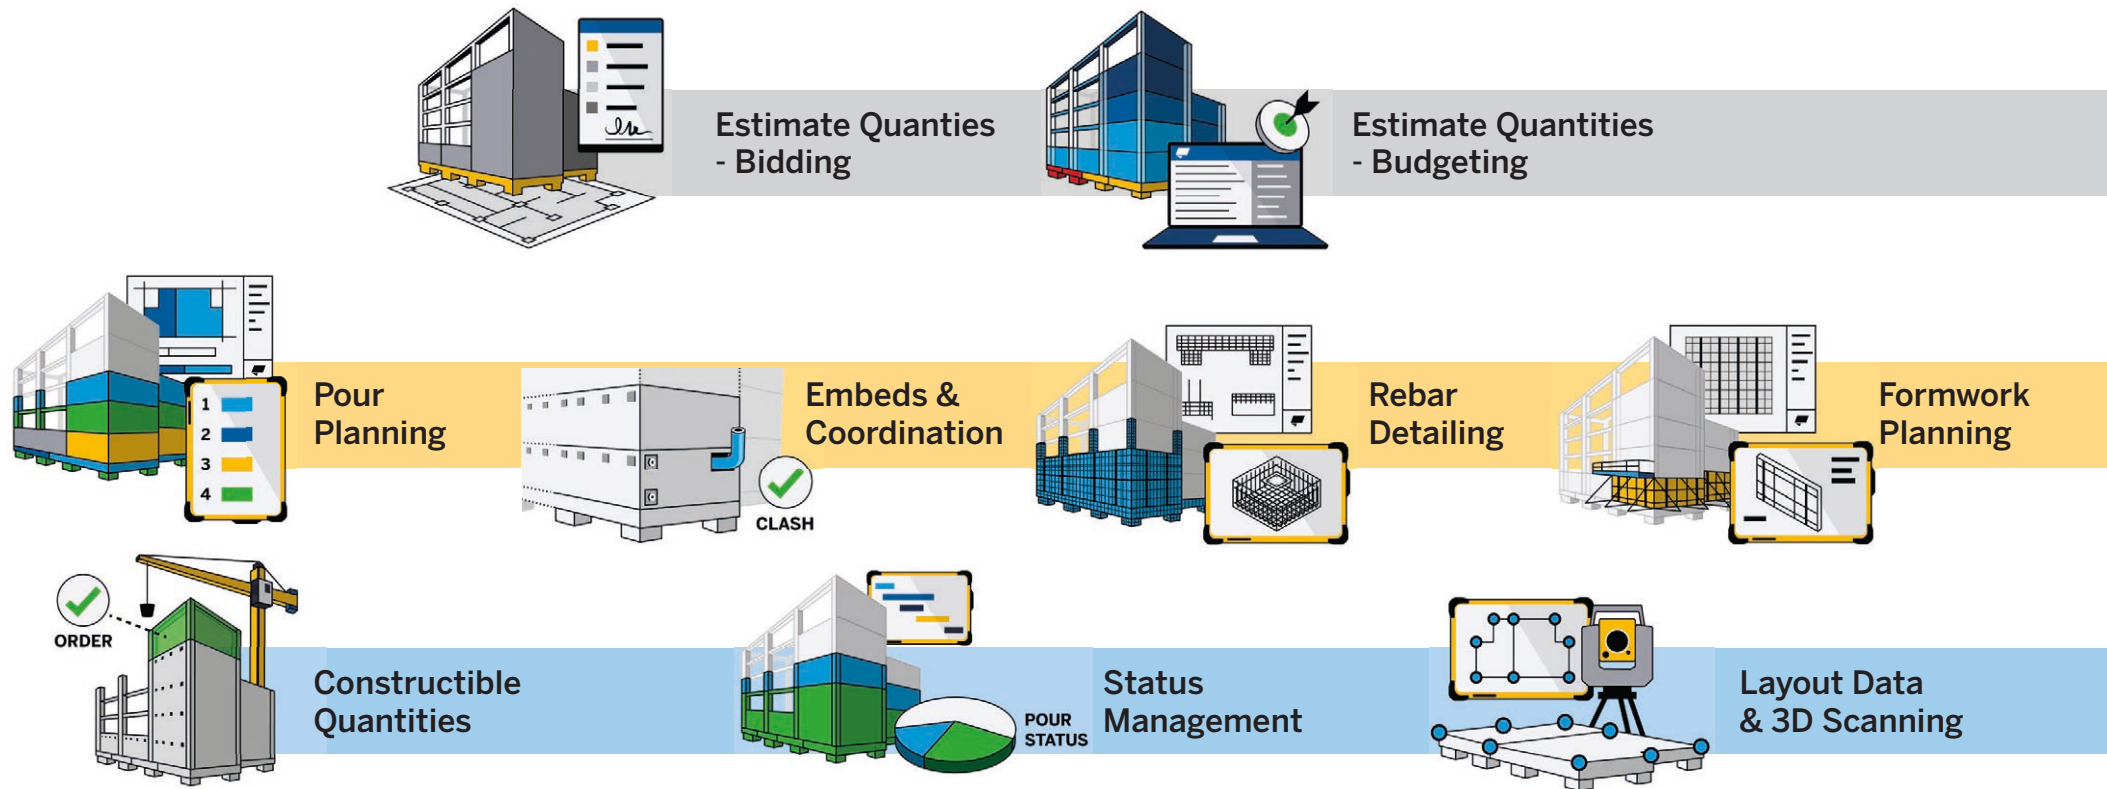 Estimate Quanties
- Bidding
Estimate Quantities
- Budgeting
1
2
3
4
Pour
Planning
CLASH
Embeds &
Coordination
Rebar
Detailing
Formwork
Planning
ORDER
Constructible
Quantities
POUR
STATUS
Status
Management
Layout Data
& 3D Scanning